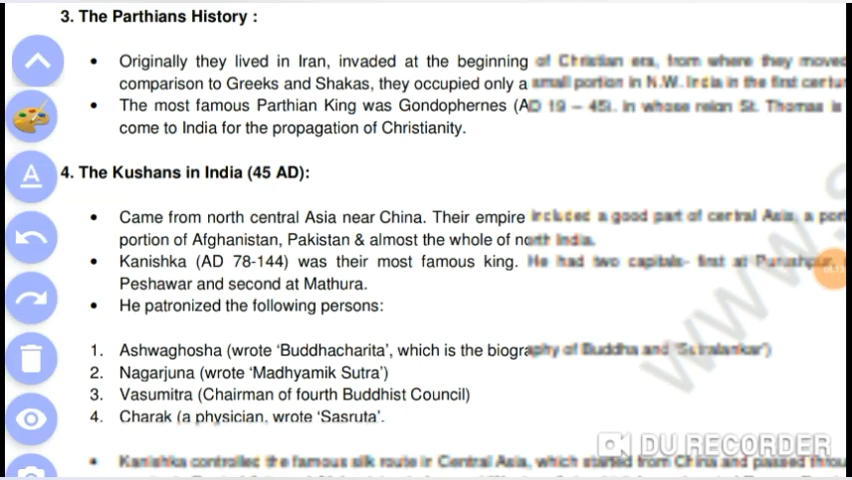 3. The Parthians History :
• Originally they lived in Iran, invaded at the beginning of Christian era, from where they moved
comparison to Greeks and Shakas, they occupied only a small portion in N.W. India in the first centu
• The most famous Parthian King was Gondophernes (AD 19 – 45), in whose reign St. Thomas is
come to India for the propagation of Christianity.
4. The Kushans in India (45 AD):
• Came from north central Asia near China. Their empire included a good part of central Asia, a por
portion of Afghanistan, Pakistan & almost the whole of north India.
• Kanishka (AD 78-144) was their most famous king. He had two capitals- first at Purushpur,
Peshawar and second at Mathura.
• He patronized the following persons:
1. Ashwaghosha (wrote ‘Buddhacharita’, which is the biography of Buddha and ‘Sutralankar’)
2. Nagarjuna (wrote ‘Madhyamik Sutra’)
3. Vasumitra (Chairman of fourth Buddhist Council)
4. Charak (a physician, wrote ‘Sasruta’.
DU RECORDER
• Kanishka controlled the famous silk route in Central Asia, which started from China and passed throu